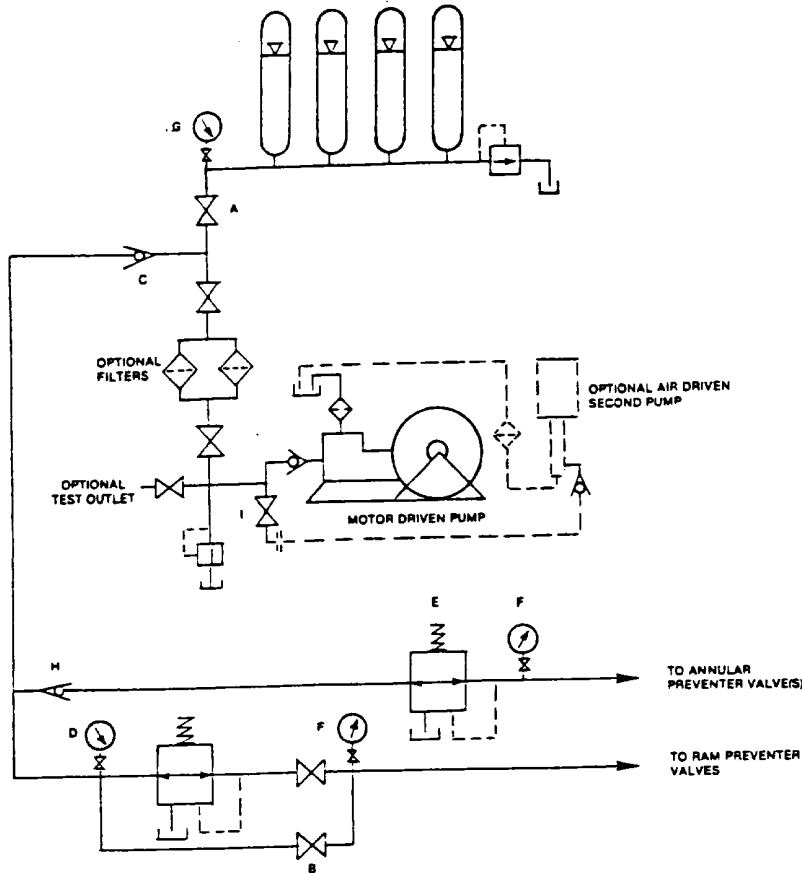 G
A
C
OPTIONAL
FILTERS
OPTIONAL AIR DRIVEN
SECOND PUMP
OPTIONAL
TEST OUTLET
I
MOTOR DRIVEN PUMP
E
F
H
TO ANNULAR
PREVENTER VALVE(S)
D
F
TO RAM PREVENTER
VALVES
B